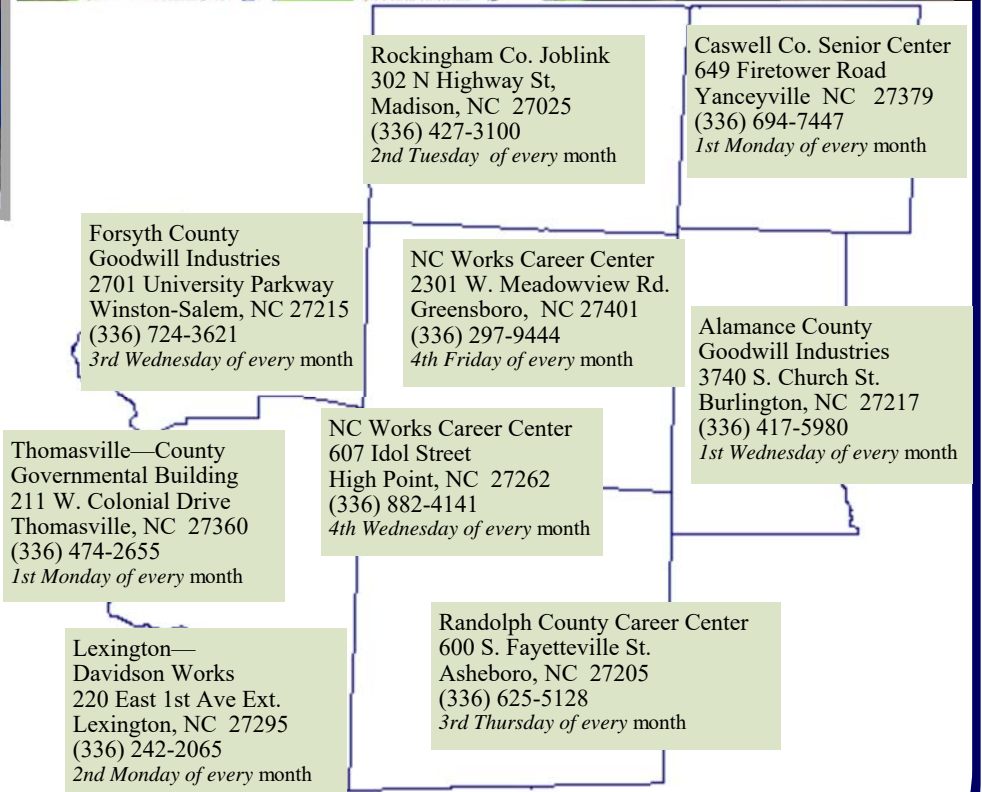 Rockingham Co. Joblink
302 N Highway St,
Madison, NC 27025
(336) 427-3100
2nd Tuesday of every month
Caswell Co. Senior Center
649 Firetower Road
Yanceyville NC 27379
(336) 694-7447
1st Monday of every month
Forsyth County
Goodwill Industries
2701 University Parkway
Winston-Salem, NC 27215
(336) 724-3621
3rd Wednesday of every month
NC Works Career Center
2301 W. Meadowview Rd.
Greensboro, NC 27401
(336) 297-9444
4th Friday of every month
Alamance County
Goodwill Industries
3740 S. Church St.
Burlington, NC 27217
(336) 417-5980
1st Wednesday of every month
Thomasville—County
Governmental Building
211 W. Colonial Drive
Thomasville, NC 27360
(336) 474-2655
1st Monday of every month
NC Works Career Center
607 Idol Street
High Point, NC 27262
(336) 882-4141
4th Wednesday of every month
Lexington—
Davidson Works
220 East 1st Ave Ext.
Lexington, NC 27295
(336) 242-2065
2nd Monday of every month
Randolph County Career Center
600 S. Fayetteville St.
Asheboro, NC 27205
(336) 625-5128
3rd Thursday of every month